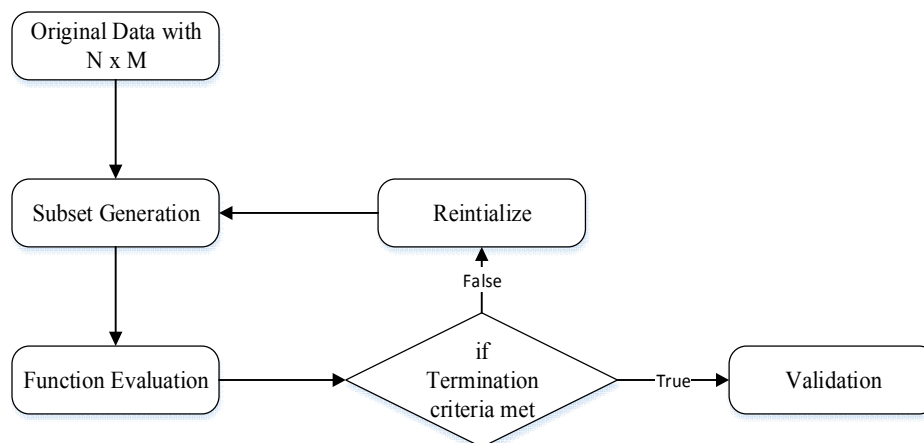 Original Data with
N x M
Subset Generation
Reintialize
False
Function Evaluation
if
Termination
criteria met
True
Validation